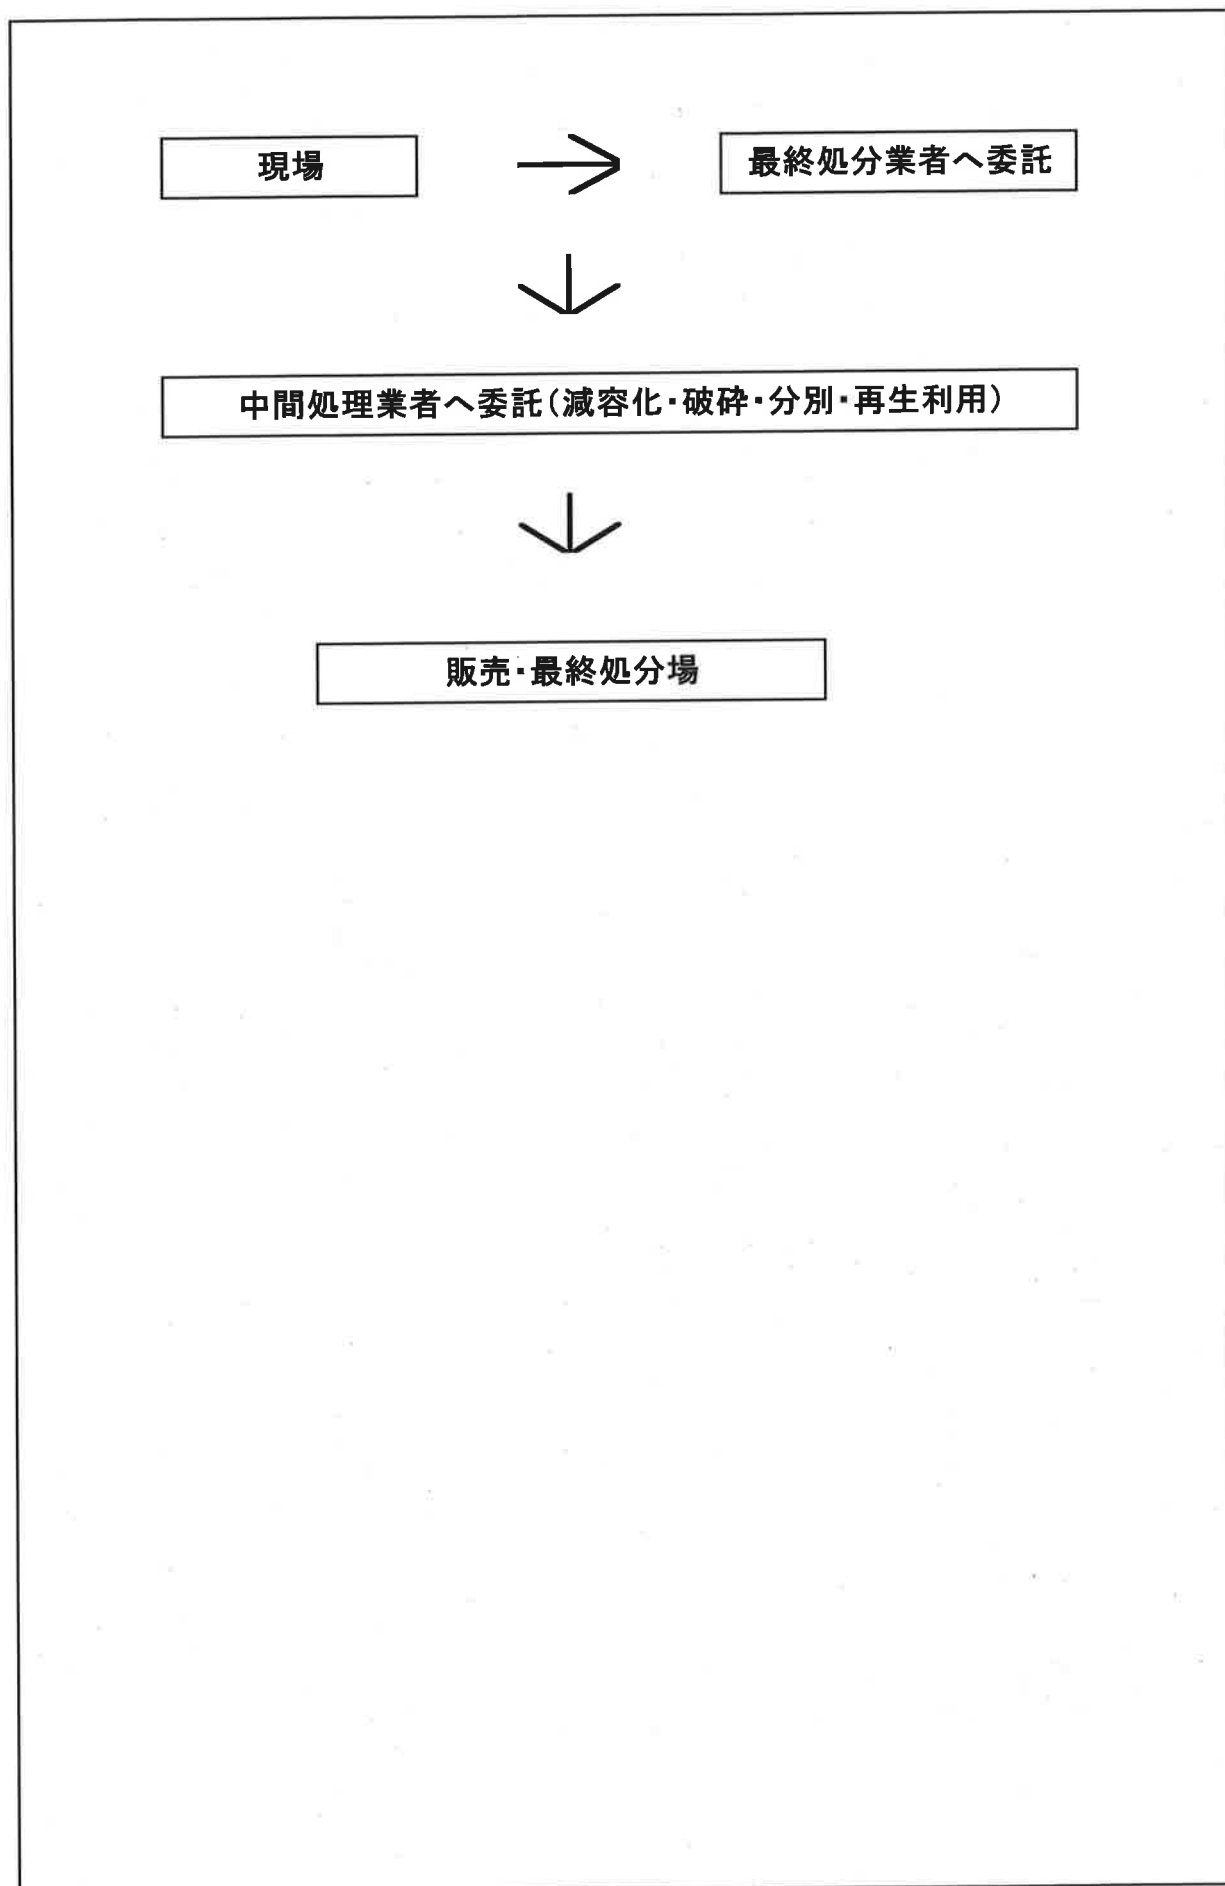 現場
最終処分業者へ委託
中間処理業者へ委託(減容化・破砕・分別・再生利用)
販売・最終処分場